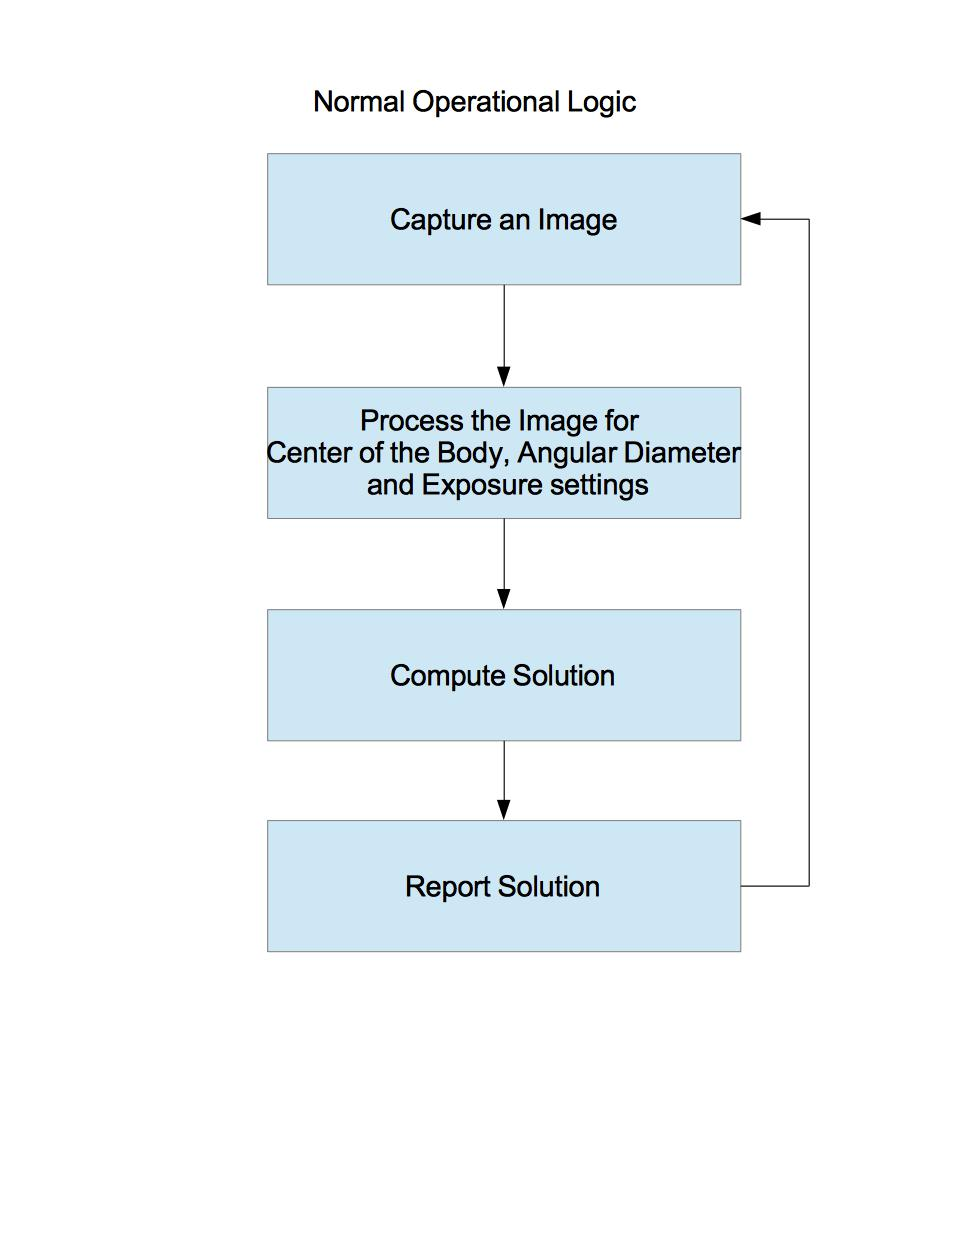 Normal Operational Logic
Capture an Image
Process the Image for
Center of the Body, Angular Diameter
and Exposure settings
Compute Solution
Report Solution